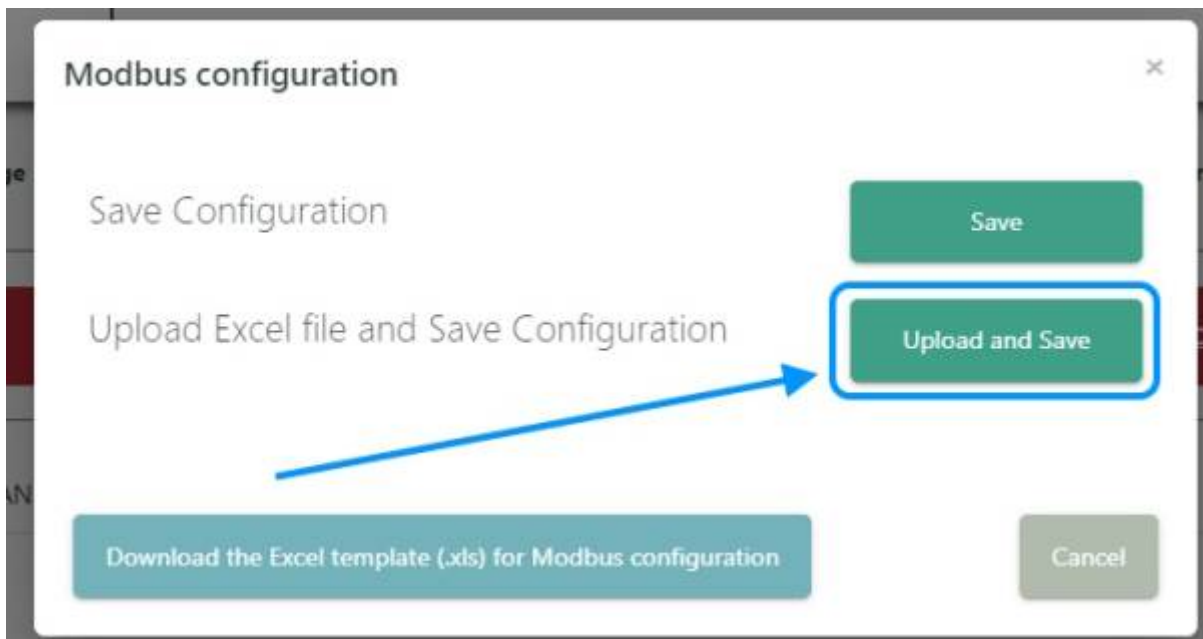 Modbus configuration ×
Save Configuration Save
Upload Excel file and Save Configuration Upload and Save
Download the Excel template (.xls) for Modbus configuration Cancel